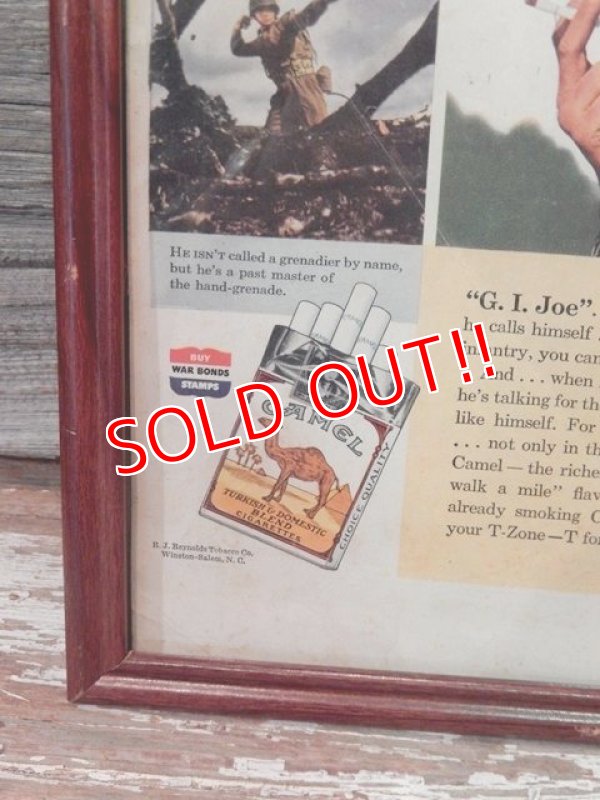 HE ISN'T called a grenadier by name,
but he's a past master of
the hand-grenade.
BUY
WAR BONDS
STAMPS
CAMEL
TURKISH & DOMESTIC
BLEND
CIGARETTES
CHOICE QUALITY
R. J. Reynolds Tobacco Co.
Winston-Salem, N. C.
"G. I. Joe".
he calls himself
infantry, you can
And ... when
he's talking for th
like himself. For
... not only in th
Camel—the riche
walk a mile" flav
already smoking C
your T-Zone—T fo
SOLD OUT!!